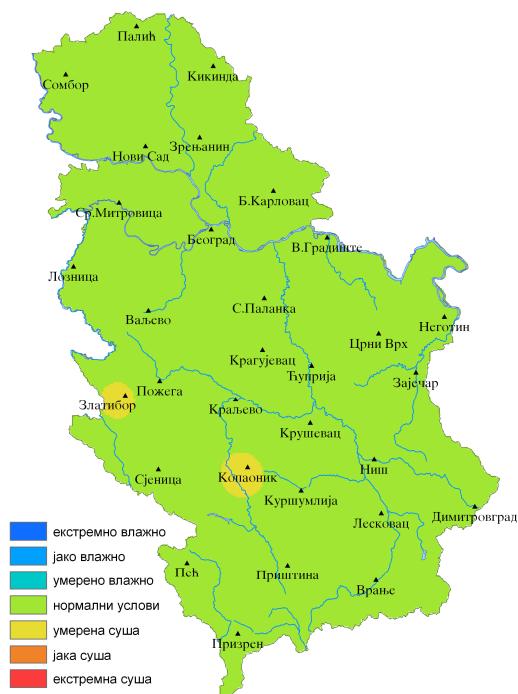 Палић
Кикинда
Сомбор
Зрењанин
Нови Сад
Б.Карловац
Ср.Митровица
Београд
В.Градиште
Лозница
С.Паланка
Ваљево
Неготин
Црни Врх
Крагујевац
Ћуприја
Зајечар
Пожега
Златибор
Краљево
Крушевац
Ниш
Сјеница
Копаоник
Куршумлија
Димитровград
Лесковац
Пећ
Приштина
Врање
Призрен
екстремно влажно
јако влажно
умерено влажно
нормални услови
умерена суша
јака суша
екстремна суша